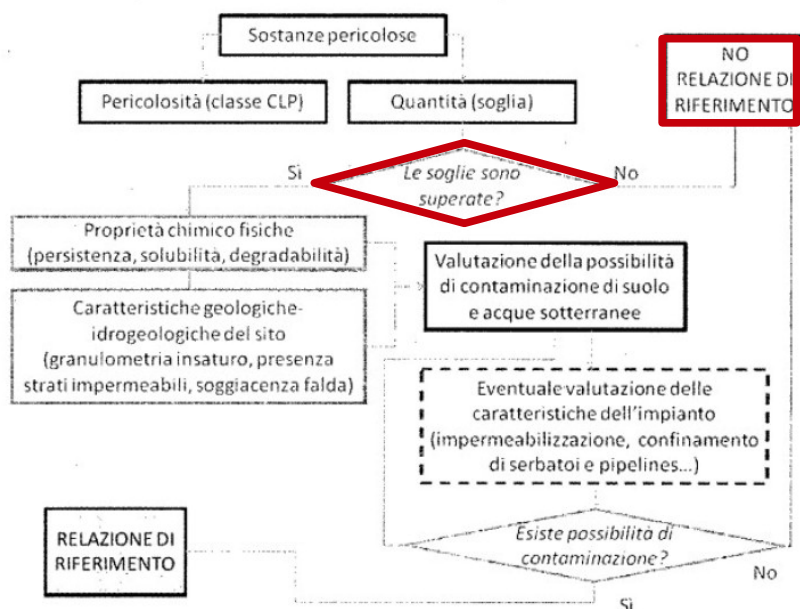 Sostanze pericolose
NO
RELAZIONE DI
RIFERIMENTO
Pericolosità (classe CLP)
Quantità (soglia)
Sì
Le soglie sono
superate?
No
Proprietà chimico fisiche
(persistenza, solubilità, degradabilità)
Valutazione della possibilità
di contaminazione di suolo
e acque sotterranee
Caratteristiche geologiche-
idrogeologiche del sito
(granulometria insaturo, presenza
strati impermeabili, soggiacenza falda)
Eventuale valutazione delle
caratteristiche dell'impianto
(impermeabilizzazione, confinamento
di serbatoi e pipelines...)
RELAZIONE DI
RIFERIMENTO
Esiste possibilità di
contaminazione?
No
Sì